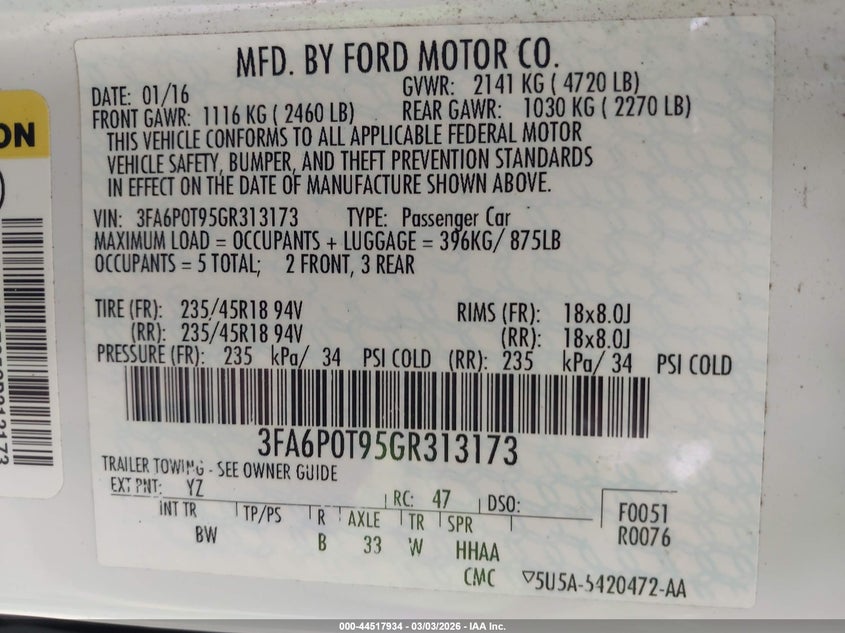 MFD. BY FORD MOTOR CO.
DATE: 01/16 GVWR: 2141 KG ( 4720 LB)
FRONT GAWR: 1116 KG ( 2460 LB) REAR GAWR: 1030 KG ( 2270 LB)
THIS VEHICLE CONFORMS TO ALL APPLICABLE FEDERAL MOTOR
VEHICLE SAFETY, BUMPER, AND THEFT PREVENTION STANDARDS
IN EFFECT ON THE DATE OF MANUFACTURE SHOWN ABOVE.
VIN: 3FA6P0T95GR313173 TYPE: Passenger Car
MAXIMUM LOAD = OCCUPANTS + LUGGAGE = 396KG/ 875LB
OCCUPANTS = 5 TOTAL; 2 FRONT, 3 REAR
TIRE (FR): 235/45R18 94V RIMS (FR): 18x8.0J
(RR): 235/45R18 94V (RR): 18x8.0J
PRESSURE (FR): 235 kPa/ 34 PSI COLD (RR): 235 kPa/ 34 PSI COLD
3FA6P0T95GR313173
TRAILER TOWING - SEE OWNER GUIDE
EXT PNT: YZ RC: 47 DSO: F0051
INT TR TP/PS R AXLE TR SPR R0076
BW B 33 W HHAA
CMC ▽5U5A-5420472-AA
ON
000-44517934 | 03/03/2026 - IAA Inc.